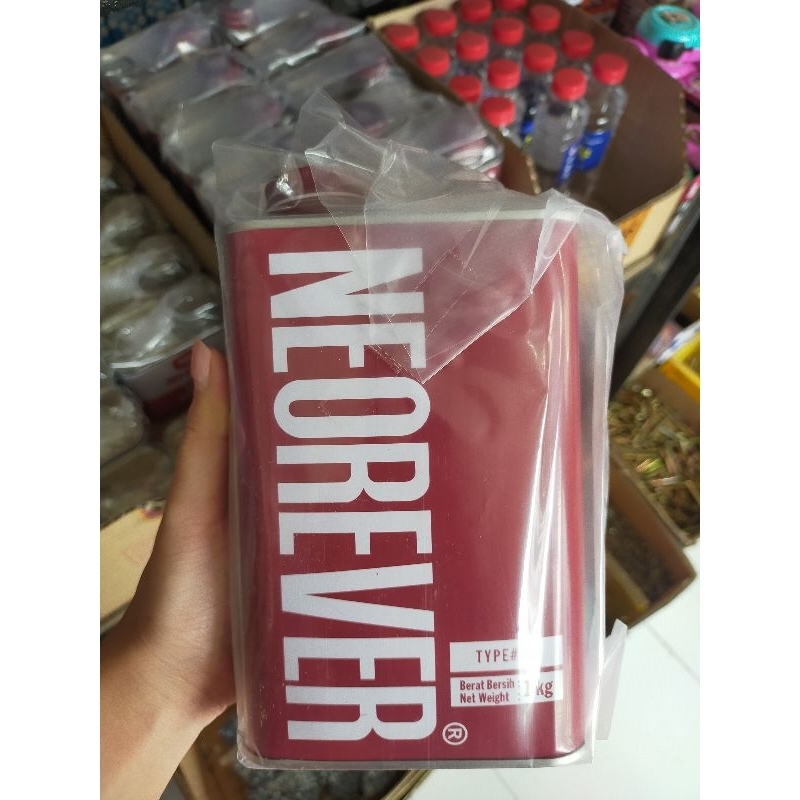 NEOREVER®
TYPE#
Berat Bersih
Net Weight
1 kg